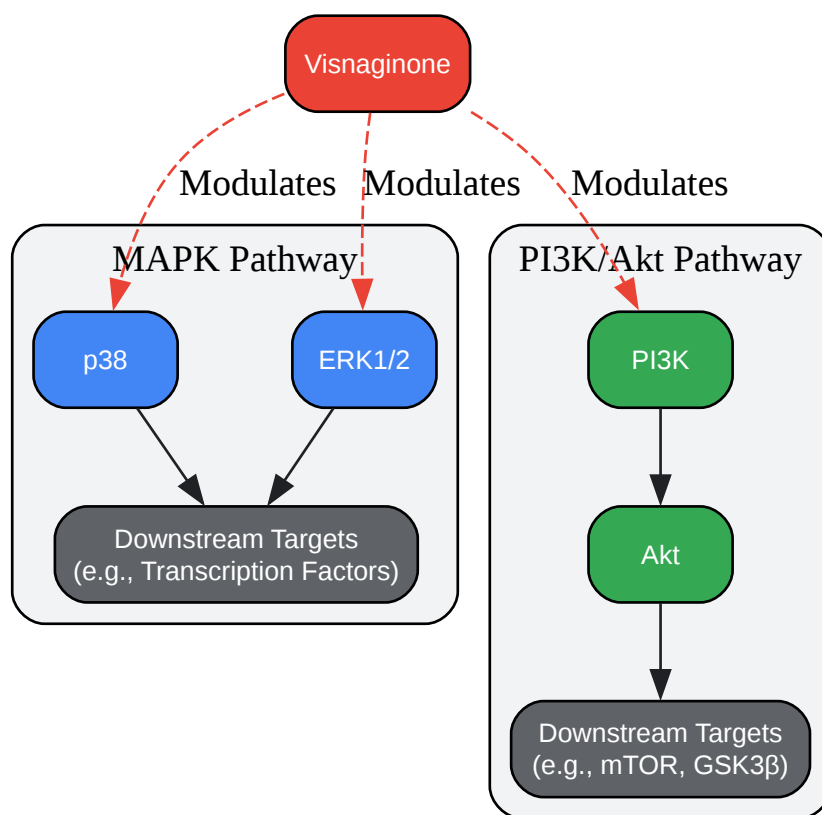 Visnaginone
Modulates
Modulates
Modulates
MAPK Pathway
PI3K/Akt Pathway
p38
ERK1/2
PI3K
Downstream Targets
(e.g., Transcription Factors)
Akt
Downstream Targets
(e.g., mTOR, GSK3β)